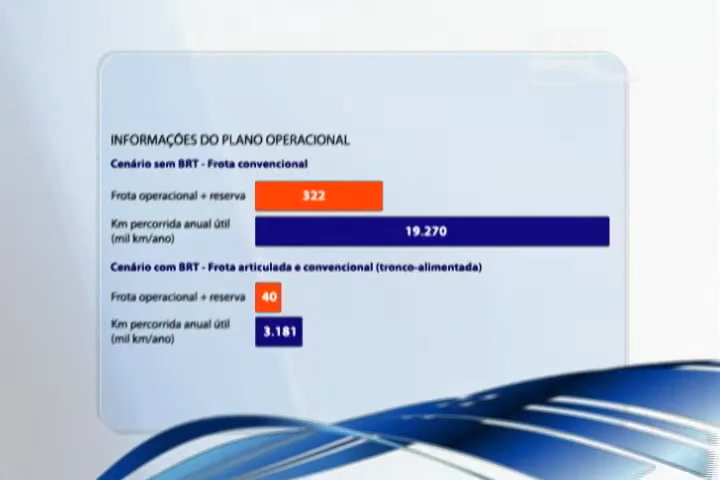 INFORMAÇÕES DO PLANO OPERACIONAL
Cenário sem BRT - Frota convencional
Frota operacional + reserva 322
Km percorrida anual útil
(mil km/ano) 19.270
Cenário com BRT - Frota articulada e convencional (tronco-alimentada)
Frota operacional + reserva 40
Km percorrida anual útil
(mil km/ano) 3.181